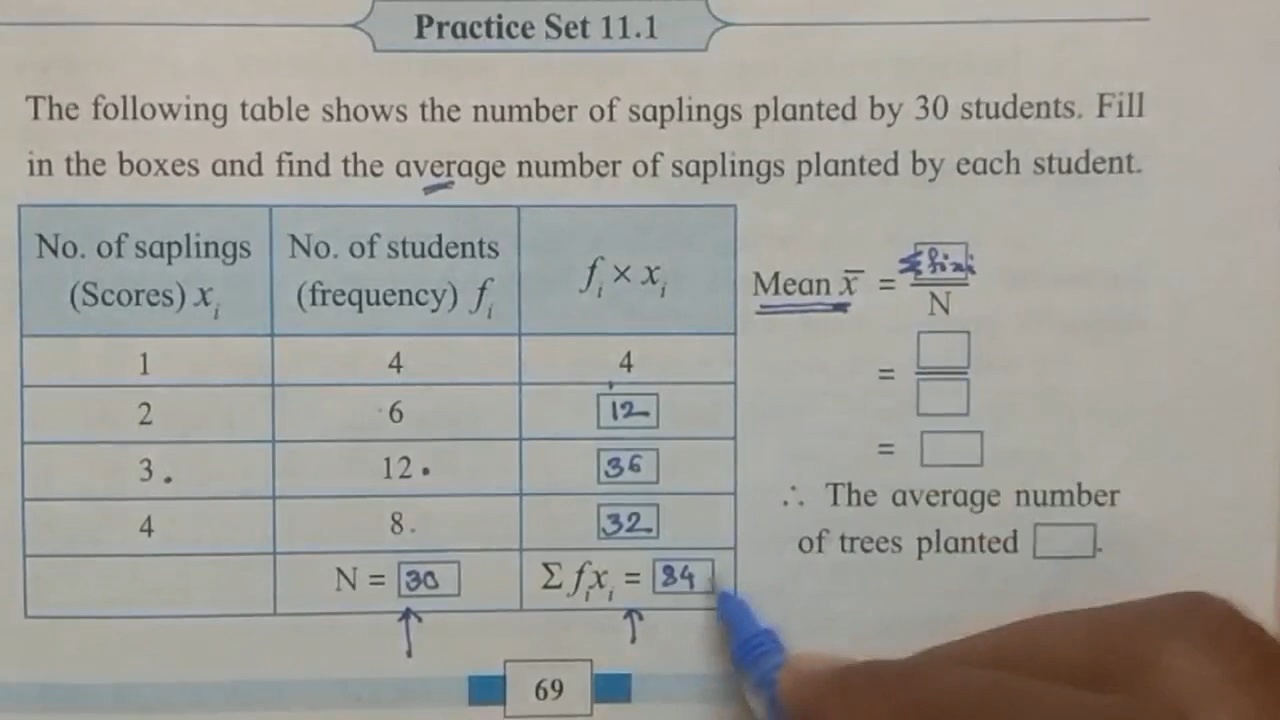 Practice Set 11.1
The following table shows the number of saplings planted by 30 students. Fill
in the boxes and find the average number of saplings planted by each student.
No. of saplings (Scores) xᵢ | No. of students (frequency) fᵢ | fᵢ × xᵢ
1 | 4 | 4
2 | 6 | 12
3 | 12 | 36
4 | 8 | 32
N = 30 | Σ fᵢxᵢ = 84
Mean x̄ = Σfixi / N
=
=
∴ The average number
of trees planted .
69